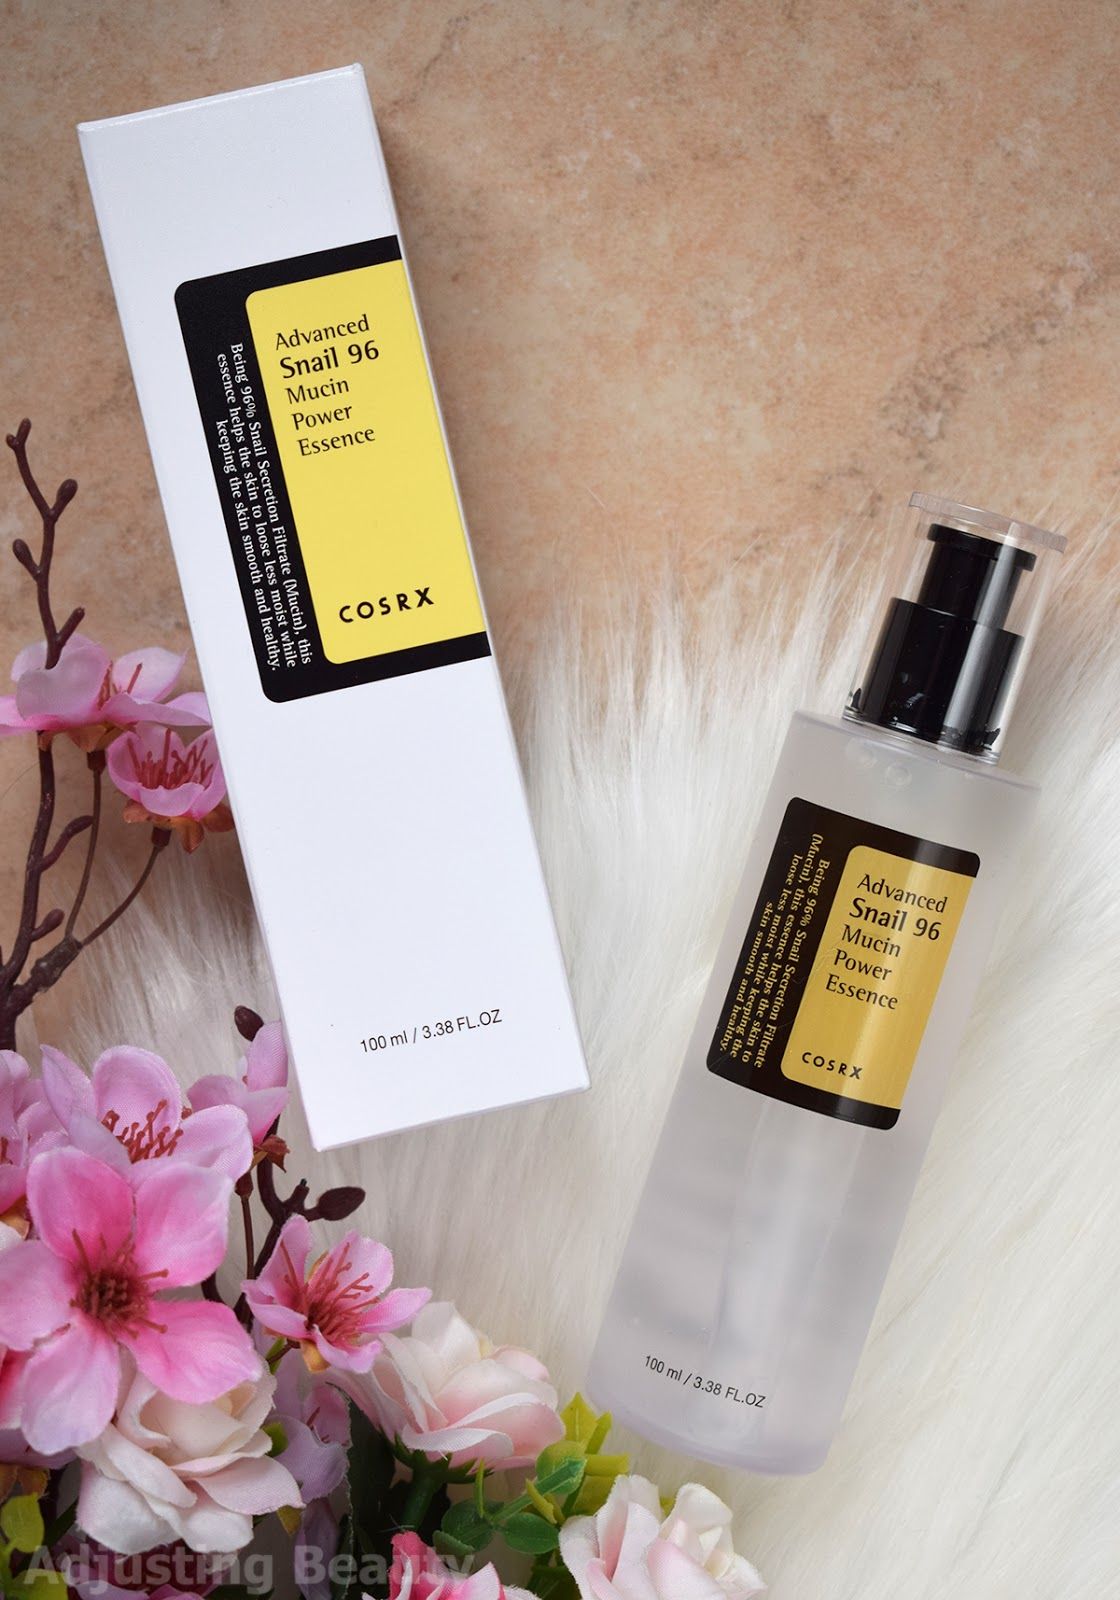 Advanced
Snail 96
Mucin
Power
Essence
Being 96% Snail Secretion Filtrate (Mucin), this
essence helps the skin to loose less moist while
keeping the skin smooth and healthy.
COSRX
100 ml / 3.38 FL.OZ
Advanced
Snail 96
Mucin
Power
Essence
Being 96% Snail Secretion Filtrate
(Mucin), this essence helps the skin to
loose less moist while keeping the
skin smooth and healthy.
COSRX
100 ml / 3.38 FL.OZ
Adjusting Beauty